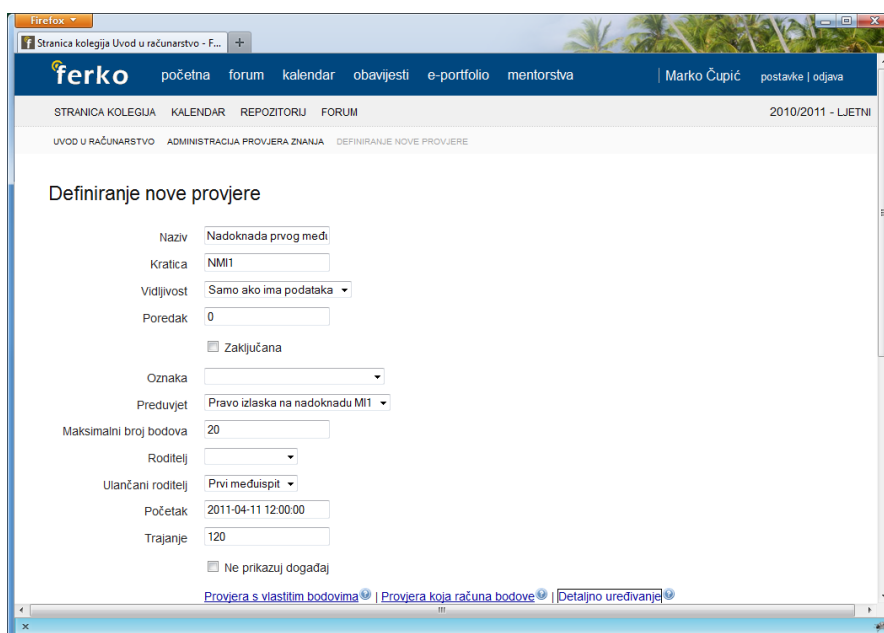 Firefox
Stranica kolegija Uvod u računarstvo - F...
ferko početna forum kalendar obavijesti e-portfolio mentorstva | Marko Čupić postavke | odjava
STRANICA KOLEGIJA KALENDAR REPOZITORIJ FORUM 2010/2011 - LJETNI
UVOD U RAČUNARSTVO ADMINISTRACIJA PROVJERA ZNANJA DEFINIRANJE NOVE PROVJERE
Definiranje nove provjere
Naziv Nadoknada prvog među
Kratica NMI1
Vidljivost Samo ako ima podataka
Poredak 0
Zaključana
Oznaka
Preduvjet Pravo izlaska na nadoknadu MI1
Maksimalni broj bodova 20
Roditelj
Ulančani roditelj Prvi međuispit
Početak 2011-04-11 12:00:00
Trajanje 120
Ne prikazuj događaj
Provjera s vlastitim bodovima | Provjera koja računa bodove | Detaljno uređivanje